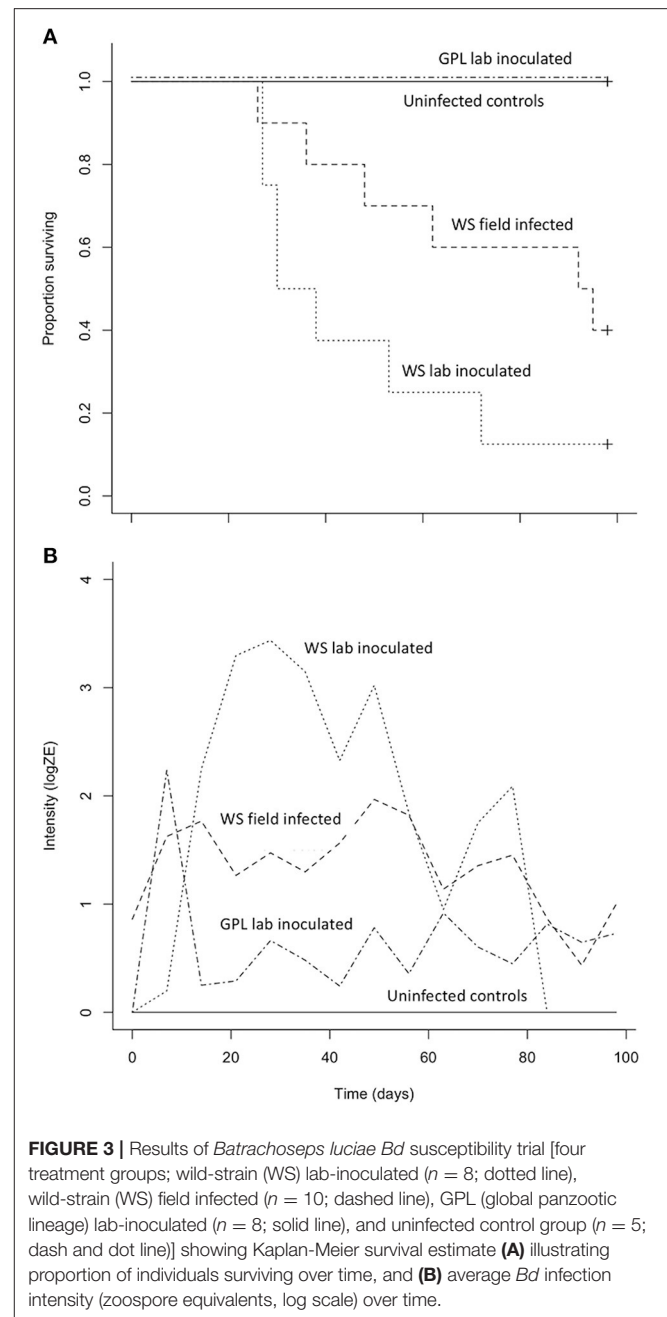 A
GPL lab inoculated
Uninfected controls
WS field infected
WS lab inoculated
Proportion surviving
1.0
0.8
0.6
0.4
0.2
0.0
B
WS lab inoculated
WS field infected
GPL lab inoculated
Uninfected controls
Intensity (logZE)
4
3
2
1
0
0
20
40
60
80
100
Time (days)
FIGURE 3 | Results of Batrachoseps luciae Bd susceptibility trial [four
treatment groups; wild-strain (WS) lab-inoculated (n = 8; dotted line),
wild-strain (WS) field infected (n = 10; dashed line), GPL (global panzootic
lineage) lab-inoculated (n = 8; solid line), and uninfected control group (n = 5;
dash and dot line)] showing Kaplan-Meier survival estimate (A) illustrating
proportion of individuals surviving over time, and (B) average Bd infection
intensity (zoospore equivalents, log scale) over time.